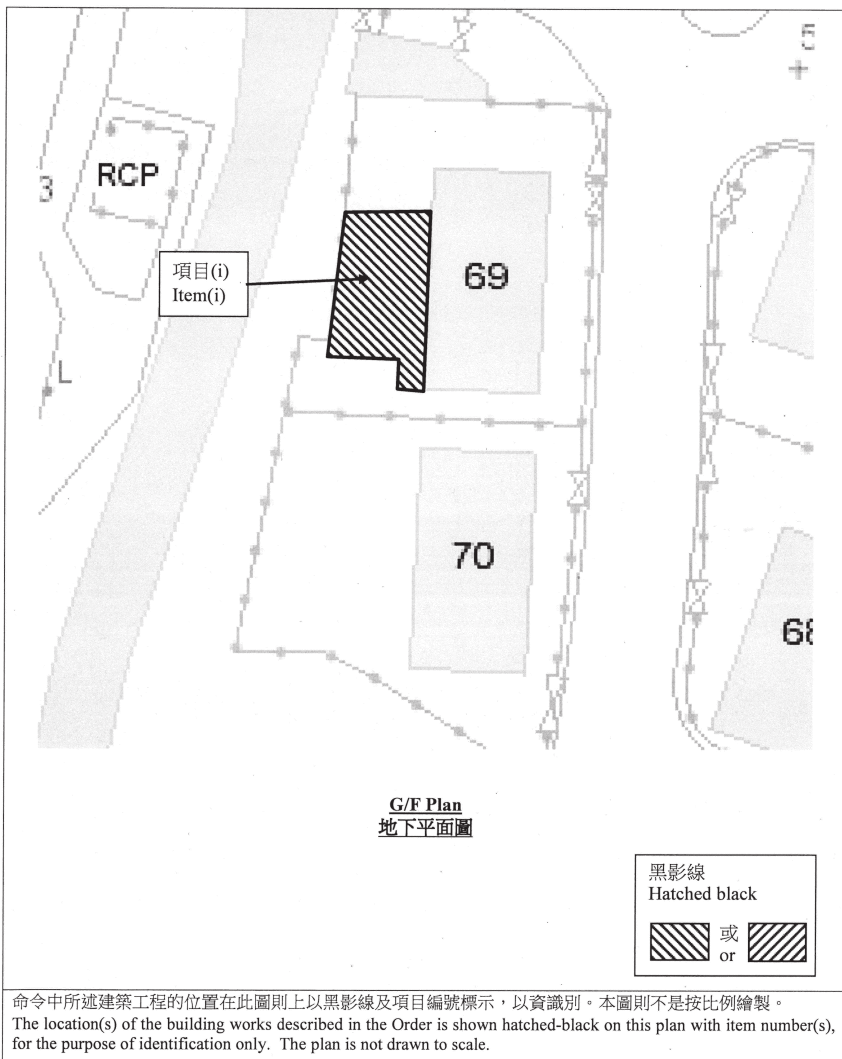 5
RCP
3
項目(i)
Item(i)
69
L
70
68
G/F Plan
地下平面圖
黑影線
Hatched black
或
or
命令中所述建築工程的位置在此圖則上以黑影線及項目編號標示，以資識別。本圖則不是按比例繪製。
The location(s) of the building works described in the Order is shown hatched-black on this plan with item number(s),
for the purpose of identification only. The plan is not drawn to scale.